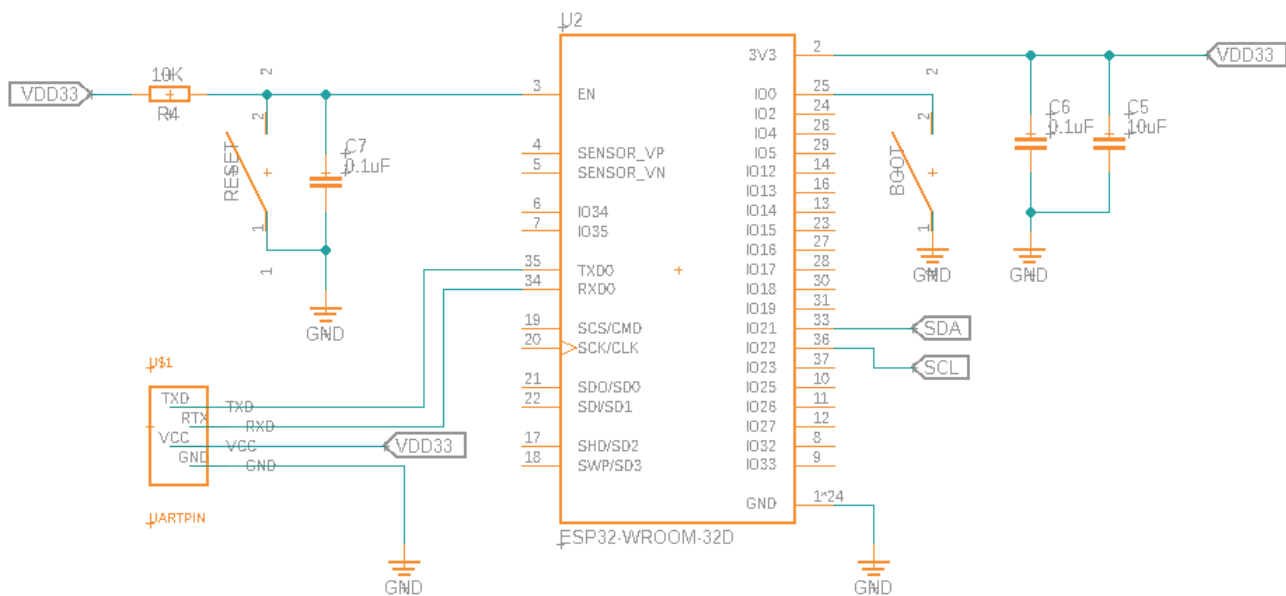 VDD33
10K
R4
2
2
RESET
1
1
C7
0.1uF
GND
U$1
TXD
RTX
VCC
GND
TXD
RXD
VCC
GND
UARTPIN
VDD33
GND
U2
3 EN
4 SENSOR_VP
5 SENSOR_VN
6 IO34
7 IO35
35 TXD0
34 RXD0
19 SCS/CMD
20 SCK/CLK
21 SDO/SD0
22 SDI/SD1
17 SHD/SD2
18 SWP/SD3
3V3 2
IO0 25
IO2 24
IO4 26
IO5 29
IO12 14
IO13 16
IO14 13
IO15 23
IO16 27
IO17 28
IO18 30
IO19 31
IO21 33
IO22 36
IO23 37
IO25 10
IO26 11
IO27 12
IO32 8
IO33 9
GND 1*24
ESP32-WROOM-32D
GND
2
2
BOOT
1
GND
C6
0.1uF
C5
10uF
GND
VDD33
SDA
SCL